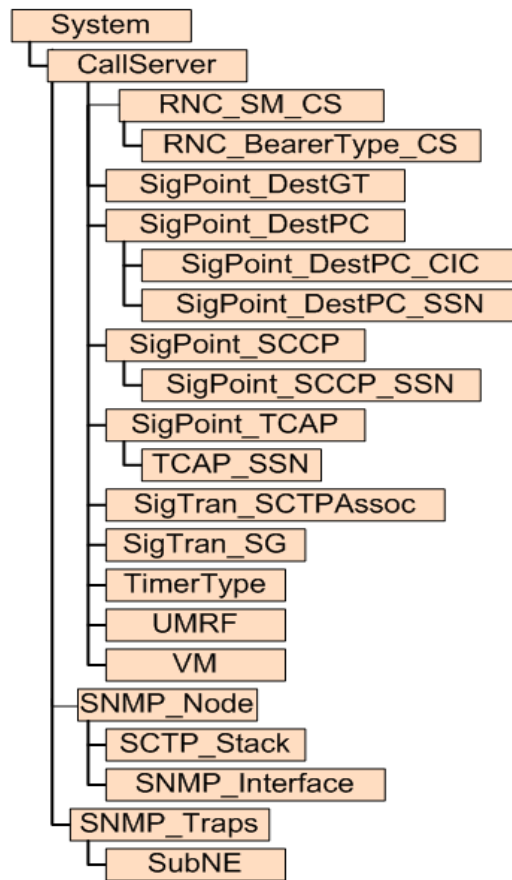 System
CallServer
RNC_SM_CS
RNC_BearerType_CS
SigPoint_DestGT
SigPoint_DestPC
SigPoint_DestPC_CIC
SigPoint_DestPC_SSN
SigPoint_SCCP
SigPoint_SCCP_SSN
SigPoint_TCAP
TCAP_SSN
SigTran_SCTPAssoc
SigTran_SG
TimerType
UMRF
VM
SNMP_Node
SCTP_Stack
SNMP_Interface
SNMP_Traps
SubNE